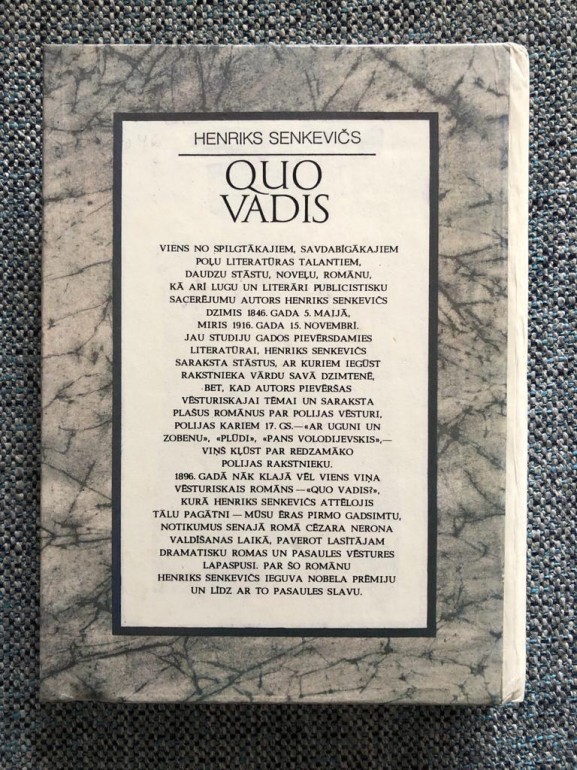 HENRIKS SENKEVIČS
QUO
VADIS
VIENS NO SPILGTĀKAJIEM, SAVDABĪGĀKAJIEM
POĻU LITERATŪRAS TALANTIEM,
DAUDZU STĀSTU, NOVEĻU, ROMĀNU,
KĀ ARĪ LUGU UN LITERĀRI PUBLICISTISKU
SACERĒJUMU AUTORS HENRIKS SENKEVIČS
DZIMIS 1846. GADA 5. MAIJĀ,
MIRIS 1916. GADA 15. NOVEMBRĪ.
JAU STUDIJU GADOS PIEVĒRSDAMIES
LITERATŪRAI, HENRIKS SENKEVIČS
SARAKSTA STĀSTUS, AR KURIEM IEGŪST
RAKSTNIEKA VĀRDU SAVĀ DZIMTENĒ,
BET, KAD AUTORS PIEVĒRŠAS
VĒSTURISKAJAI TĒMAI UN SARAKSTA
PLAŠUS ROMĀNUS PAR POLIJAS VĒSTURI,
POLIJAS KARIEM 17. GS.—«AR UGUNI UN
ZOBENU», «PLŪDI», «PANS VOLODIJEVSKIS»,—
VIŅŠ KĻŪST PAR REDZAMĀKO
POLIJAS RAKSTNIEKU.
1896. GADĀ NĀK KLAJĀ VĒL VIENS VIŅA
VĒSTURISKAIS ROMĀNS—«QUO VADIS?»,
KURĀ HENRIKS SENKEVIČS ATTĒLOJIS
TĀLU PAGĀTNI — MŪSU ĒRAS PIRMO GADSIMTU,
NOTIKUMUS SENAJĀ ROMĀ CĒZARA NERONA
VALDĪŠANAS LAIKĀ, PAVEROT LASĪTĀJAM
DRAMATISKU ROMAS UN PASAULES VĒSTURES
LAPASPUSI. PAR ŠO ROMĀNU
HENRIKS SENKEVIČS IEGUVA NOBELA PRĒMIJU
UN LĪDZ AR TO PASAULES SLAVU.